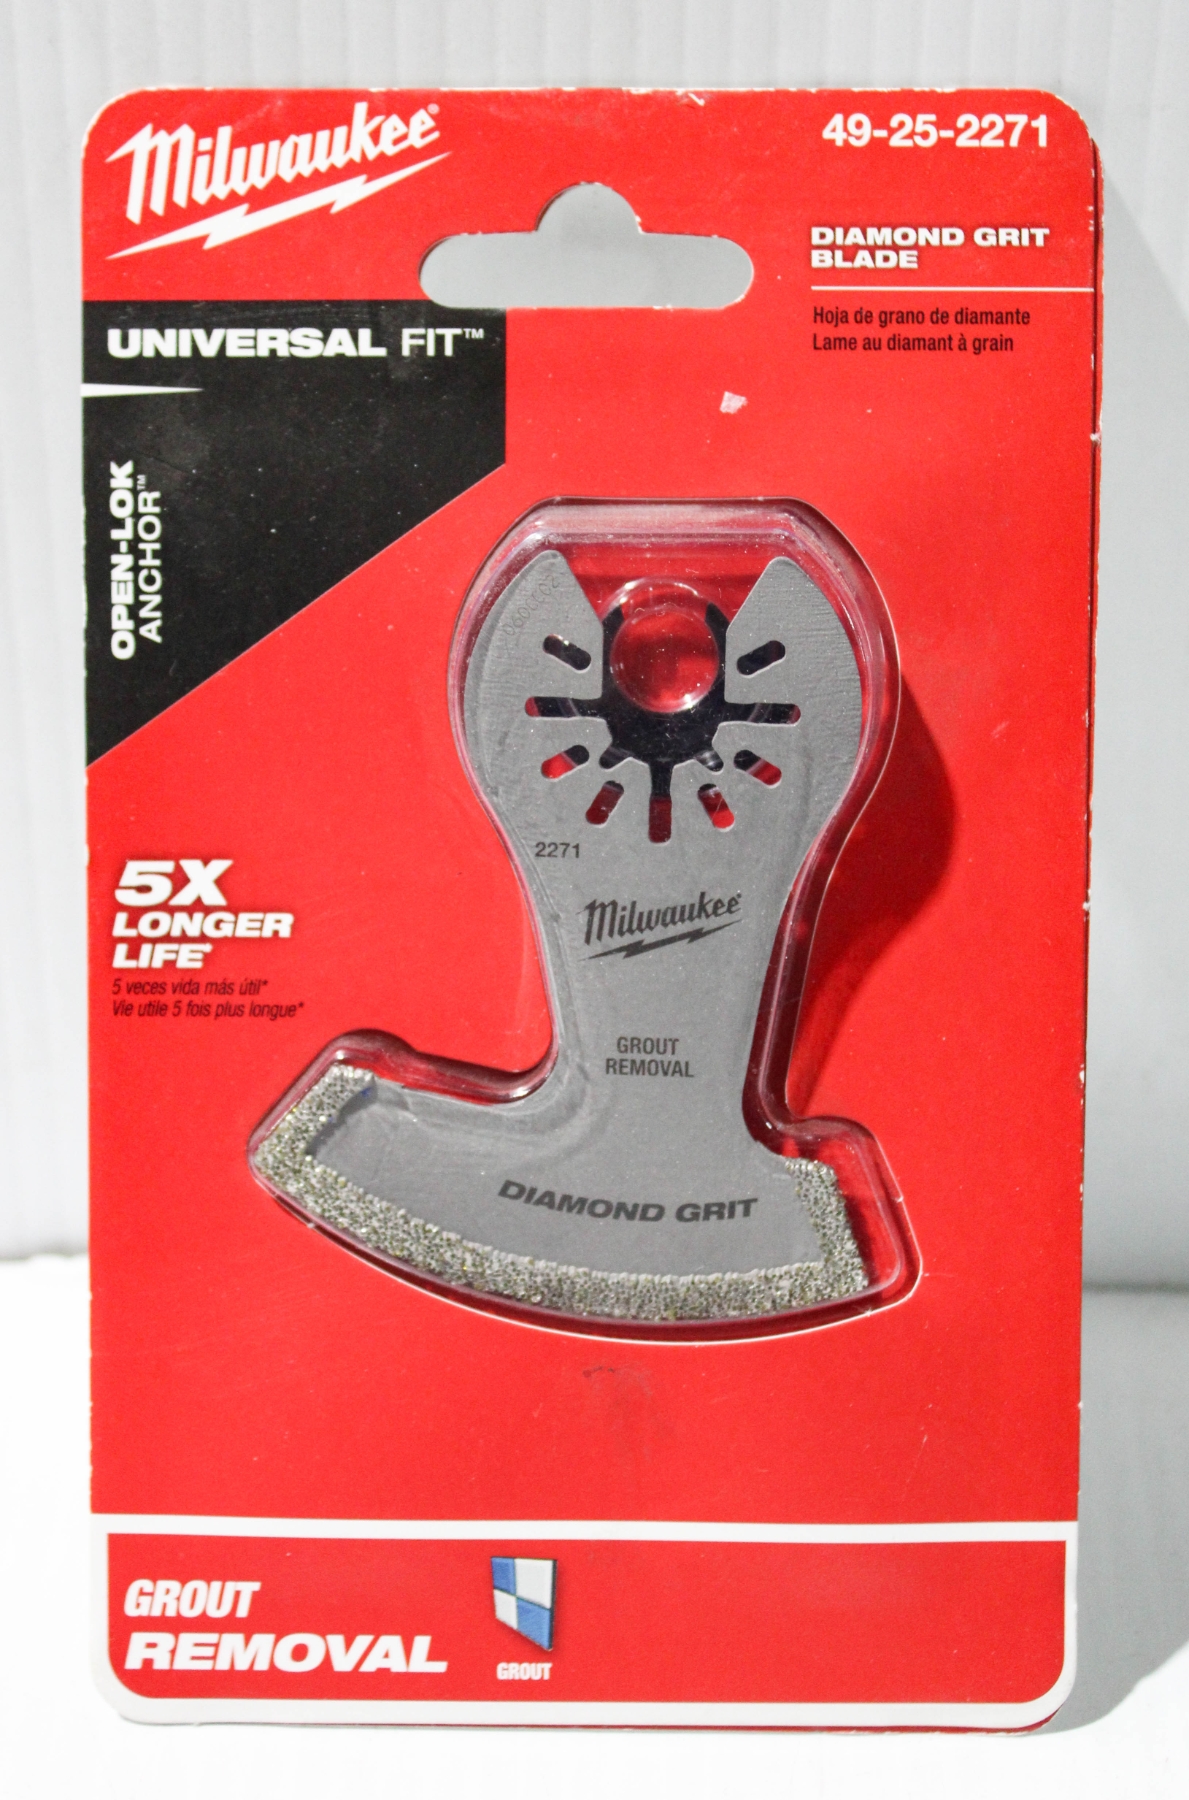 Milwaukee®
49-25-2271
DIAMOND GRIT
BLADE
Hoja de grano de diamante
Lame au diamant à grain
UNIVERSAL FIT™
OPEN-LOK
ANCHOR™
2271
Milwaukee
GROUT
REMOVAL
DIAMOND GRIT
5X
LONGER
LIFE*
5 veces vida más útil*
Vie utile 5 fois plus longue*
GROUT
REMOVAL
GROUT